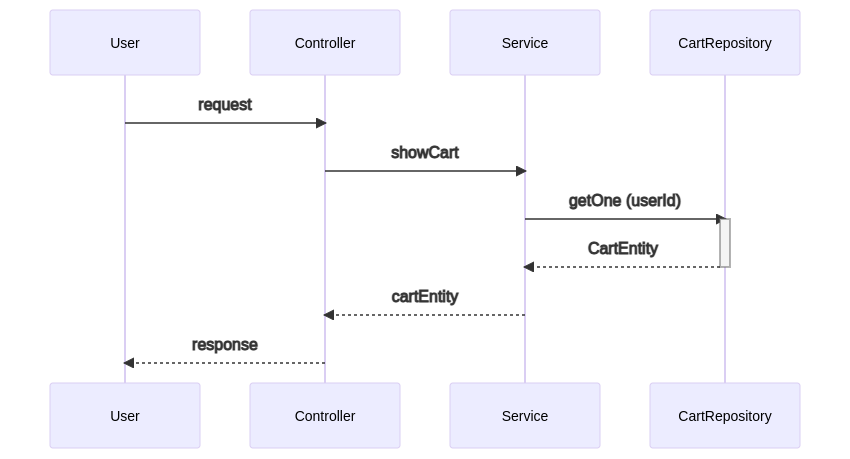 User
Controller
Service
CartRepository
request
showCart
getOne (userId)
CartEntity
cartEntity
response
User
Controller
Service
CartRepository